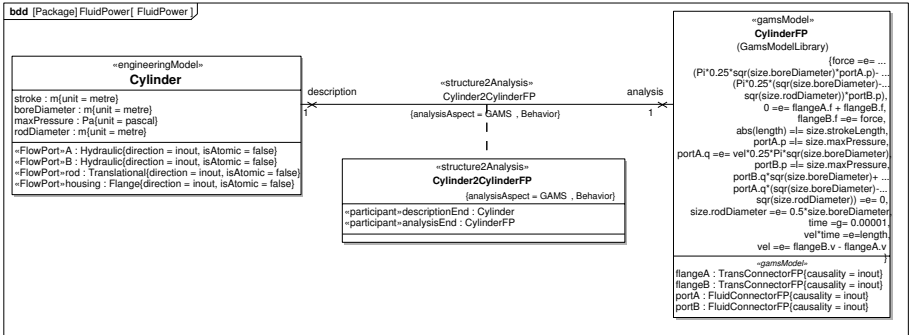 bdd [Package] FluidPower[ FluidPower ]
«engineeringModel»
Cylinder
stroke : m{unit = metre}
boreDiameter : m{unit = metre}
maxPressure : Pa{unit = pascal}
rodDiameter : m{unit = metre}
«FlowPort»A : Hydraulic{direction = inout, isAtomic = false}
«FlowPort»B : Hydraulic{direction = inout, isAtomic = false}
«FlowPort»rod : Translational{direction = inout, isAtomic = false}
«FlowPort»housing : Flange{direction = inout, isAtomic = false}
description
1
«structure2Analysis»
Cylinder2CylinderFP
{analysisAspect = GAMS , Behavior}
analysis
1
«structure2Analysis»
Cylinder2CylinderFP
{analysisAspect = GAMS , Behavior}
«participant»descriptionEnd : Cylinder
«participant»analysisEnd : CylinderFP
«gamsModel»
CylinderFP
(GamsModelLibrary)
{force =e= ...
(Pi*0.25*sqr(size.boreDiameter)*portA.p)- ...
(Pi*0.25*(sqr(size.boreDiameter)-...
sqr(size.rodDiameter))*portB.p),
0 =e= flangeA.f + flangeB.f,
flangeB.f =e= force,
abs(length) =l= size.strokeLength,
portA.p =l= size.maxPressure,
portA.q =e= vel*0.25*Pi*sqr(size.boreDiameter),
portB.p =l= size.maxPressure,
portB.q*sqr(size.boreDiameter)+ ...
portA.q*(sqr(size.boreDiameter)-...
sqr(size.rodDiameter)) =e= 0,
size.rodDiameter =e= 0.5*size.boreDiameter,
time =g= 0.00001,
vel*time =e=length,
vel =e= flangeB.v - flangeA.v
}
«gamsModel»
flangeA : TransConnectorFP{causality = inout}
flangeB : TransConnectorFP{causality = inout}
portA : FluidConnectorFP{causality = inout}
portB : FluidConnectorFP{causality = inout}